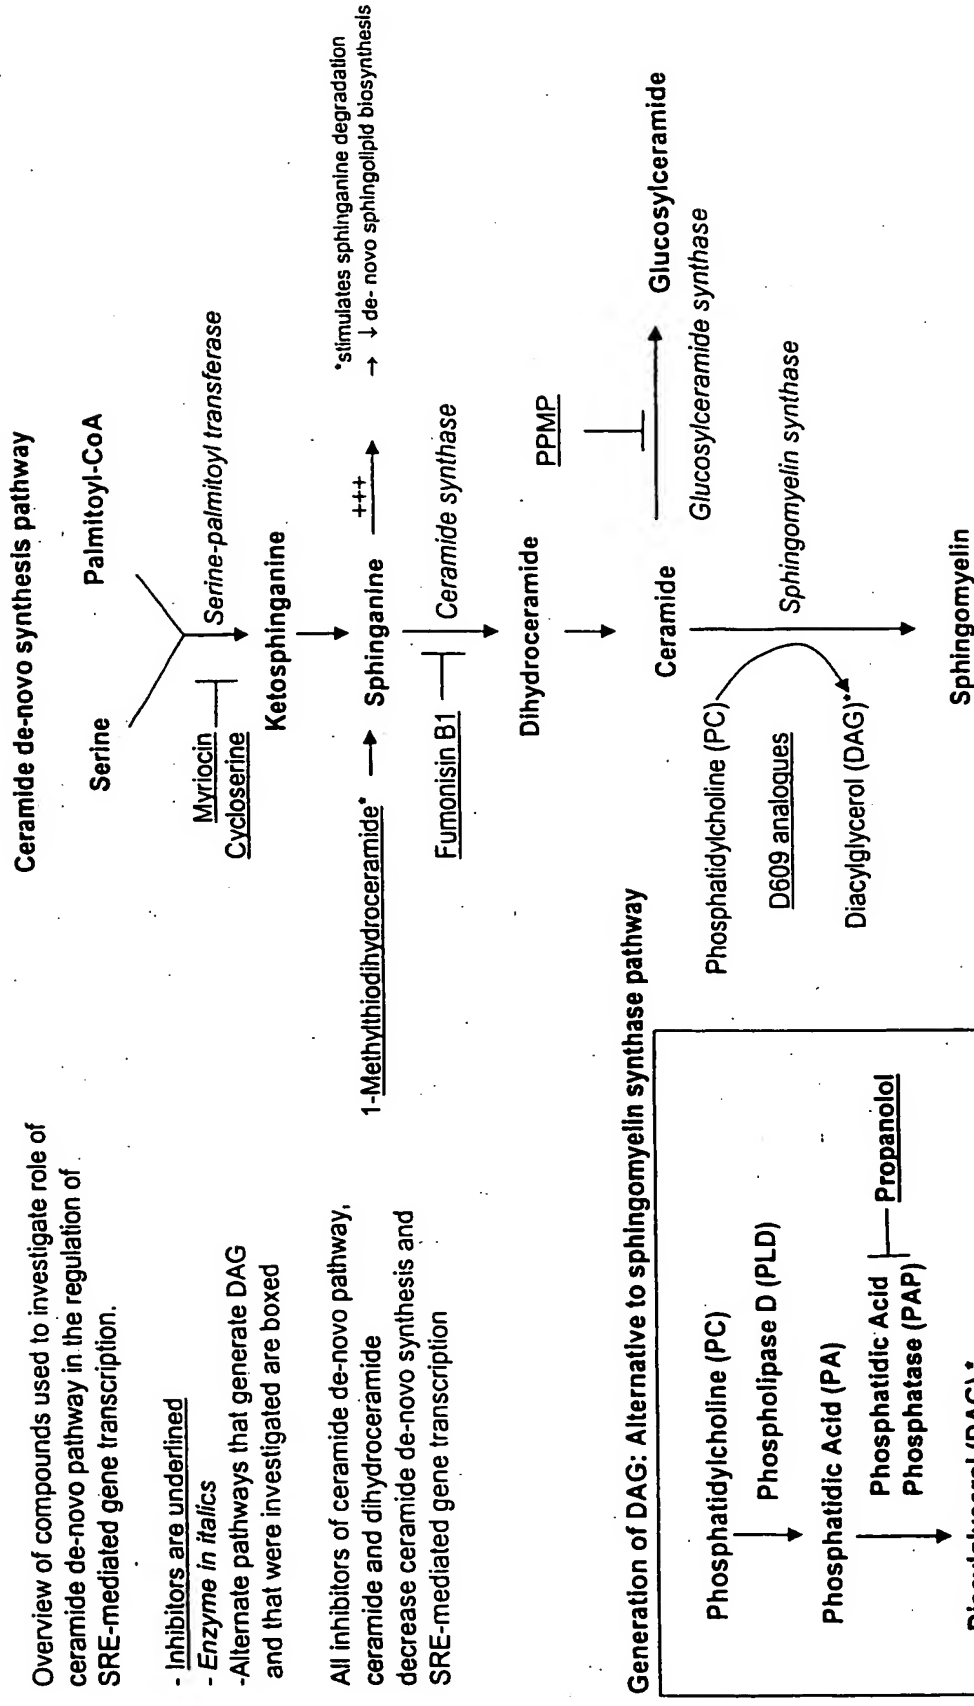 Ceramide de-novo synthesis pathway
Overview of compounds used to investigate role of
ceramide de-novo pathway in the regulation of
SRE-mediated gene transcription.
- Inhibitors are underlined
- Enzyme in italics
-Alternate pathways that generate DAG
and that were investigated are boxed
All inhibitors of ceramide de-novo pathway,
ceramide and dihydroceramide
decrease ceramide de-novo synthesis and
SRE-mediated gene transcription
Serine
Palmitoyl-CoA
Myriocin
Cycloserine
Serine-palmitoyl transferase
Ketosphinganine
1-Methylthiodihydroceramide*
Sphinganine
+++
*stimulates sphinganine degradation
→ ↓ de- novo sphingolipid biosynthesis
Fumonisin B1
Ceramide synthase
Dihydroceramide
PPMP
Ceramide
Glucosylceramide
Glucosylceramide synthase
Phosphatidylcholine (PC)
D609 analogues
Sphingomyelin synthase
Diacylglycerol (DAG)*
Sphingomyelin
Generation of DAG: Alternative to sphingomyelin synthase pathway
Phosphatidylcholine (PC)
Phospholipase D (PLD)
Phosphatidic Acid (PA)
Phosphatidic Acid
Phosphatase (PAP)
Propanolol
(DAG) *